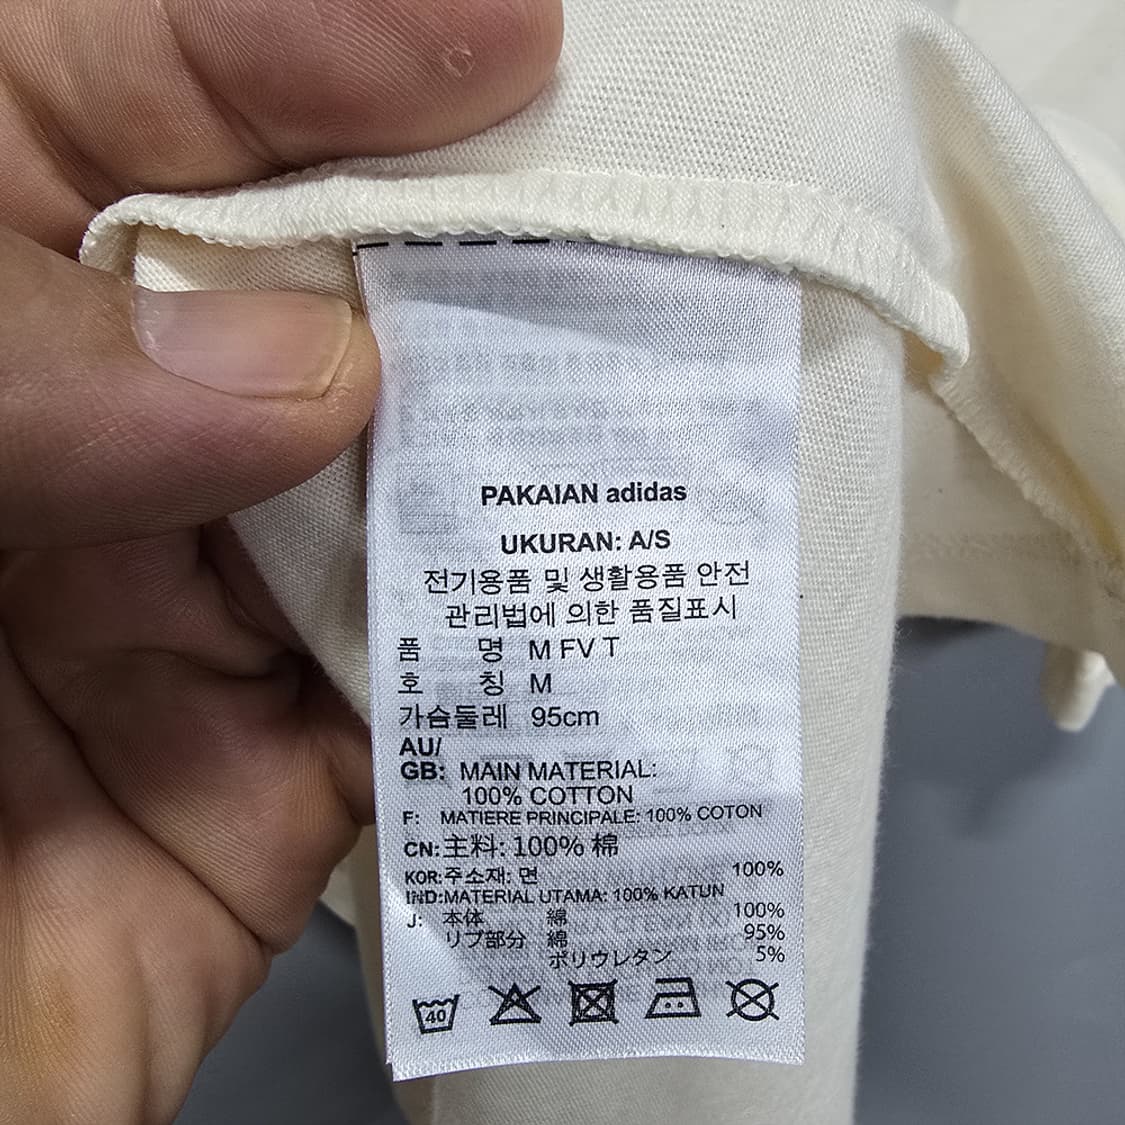 PAKAIAN adidas
UKURAN: A/S
전기용품 및 생활용품 안전
관리법에 의한 품질표시
품 명 M FV T
호 칭 M
가슴둘레 95cm
AU/
GB: MAIN MATERIAL:
100% COTTON
F: MATIERE PRINCIPALE: 100% COTON
CN: 主料: 100% 棉
KOR: 주소재: 면 100%
IND: MATERIAL UTAMA: 100% KATUN
J: 本体 綿 100%
リブ部分 綿 95%
ポリウレタン 5%
40